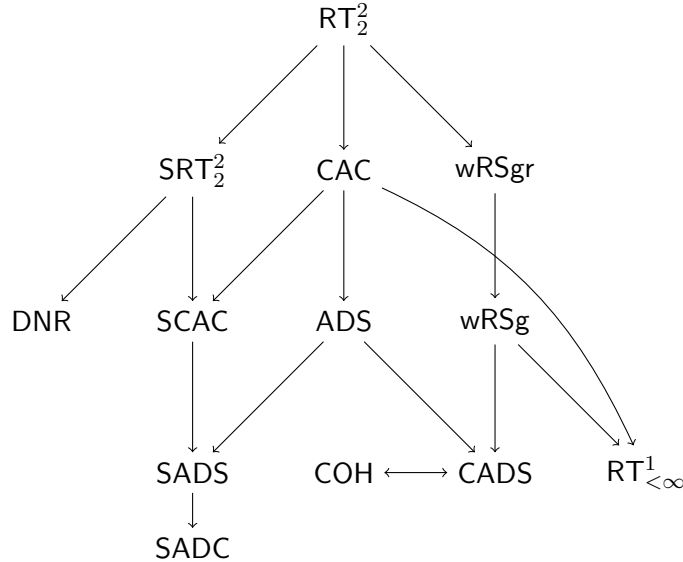 RT²₂
SRT²₂ CAC wRSgr
DNR SCAC ADS wRSg
SADS COH CADS RT¹<∞
SADC